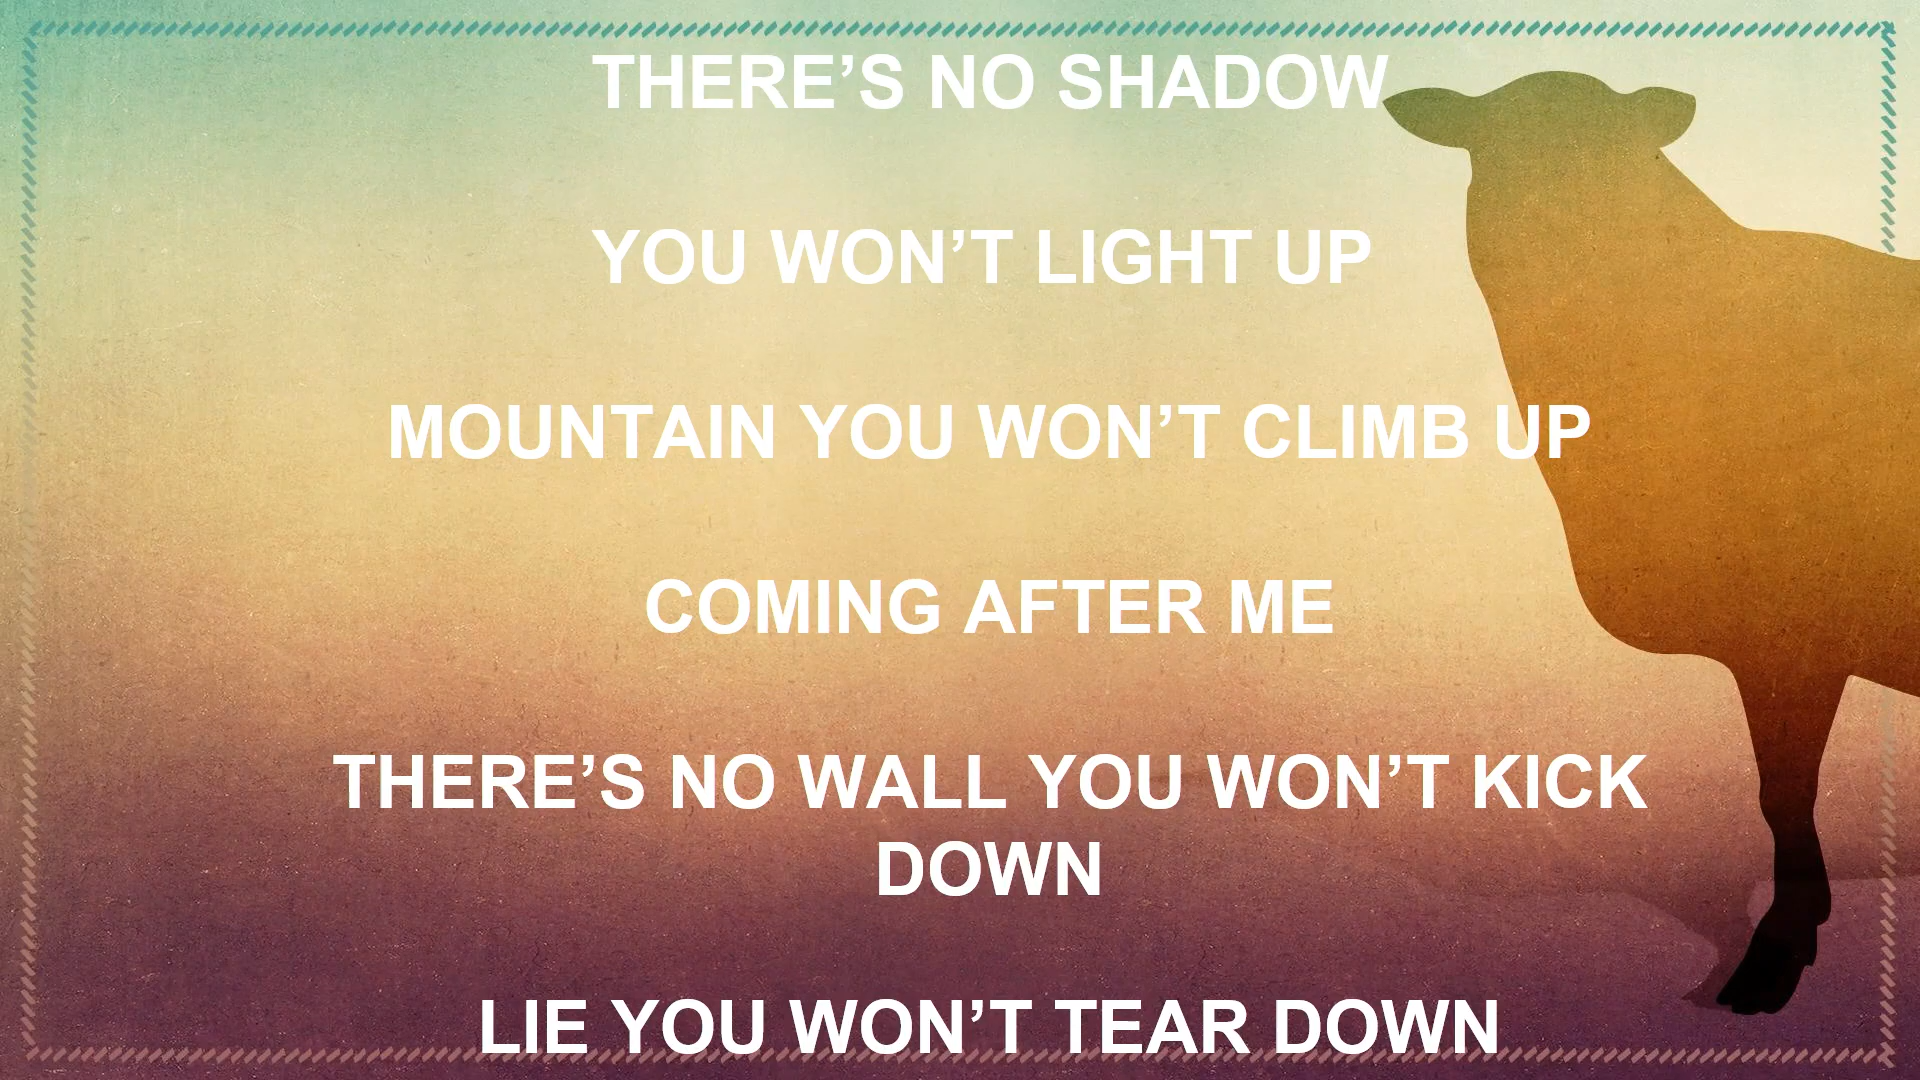 THERE’S NO SHADOW
YOU WON’T LIGHT UP
MOUNTAIN YOU WON’T CLIMB UP
COMING AFTER ME
THERE’S NO WALL YOU WON’T KICK
DOWN
LIE YOU WON’T TEAR DOWN